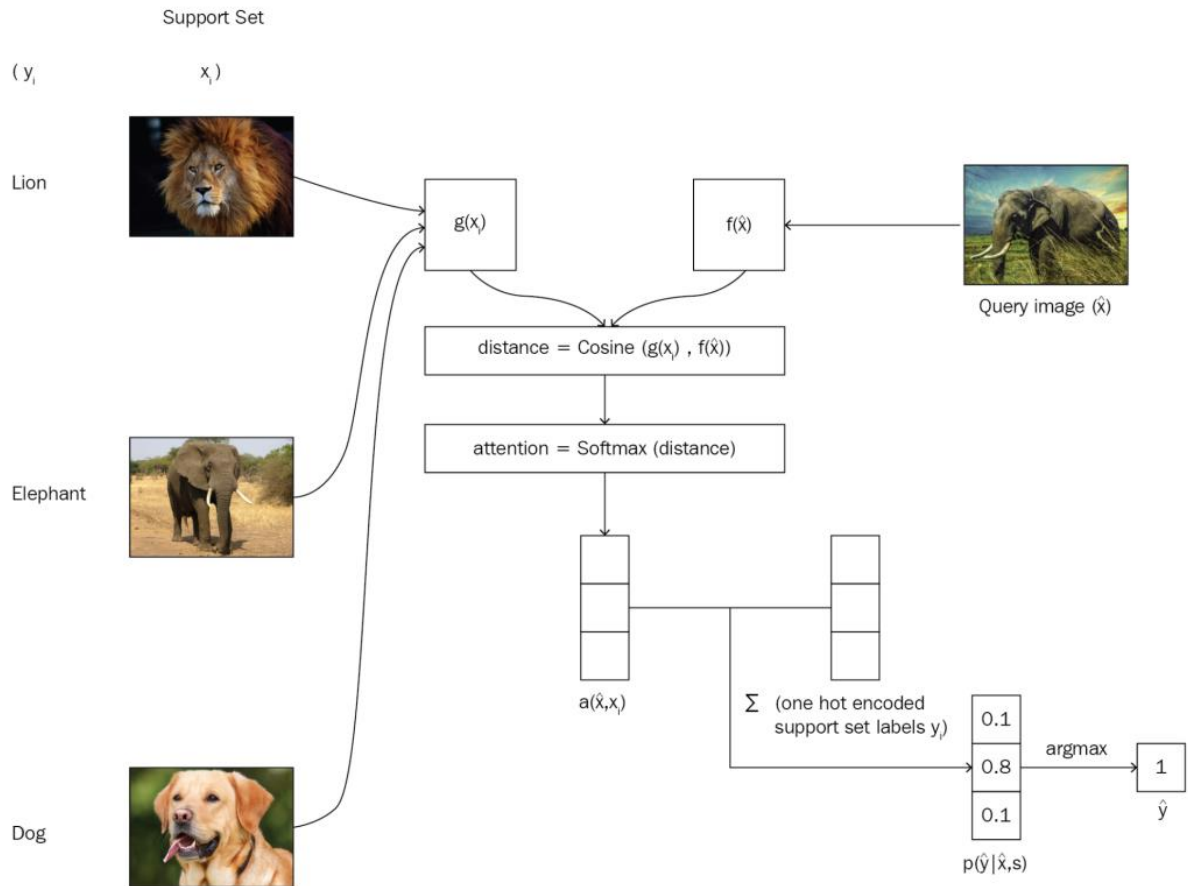 Support Set
( yᵢ xᵢ )
Lion
g(xᵢ)
f(x̂)
Query image (x̂)
distance = Cosine (g(xᵢ) , f(x̂))
attention = Softmax (distance)
Elephant
a(x̂,xᵢ)
Σ (one hot encoded
support set labels yᵢ)
0.1
0.8
0.1
p(ŷ|x̂,s)
argmax
1
ŷ
Dog